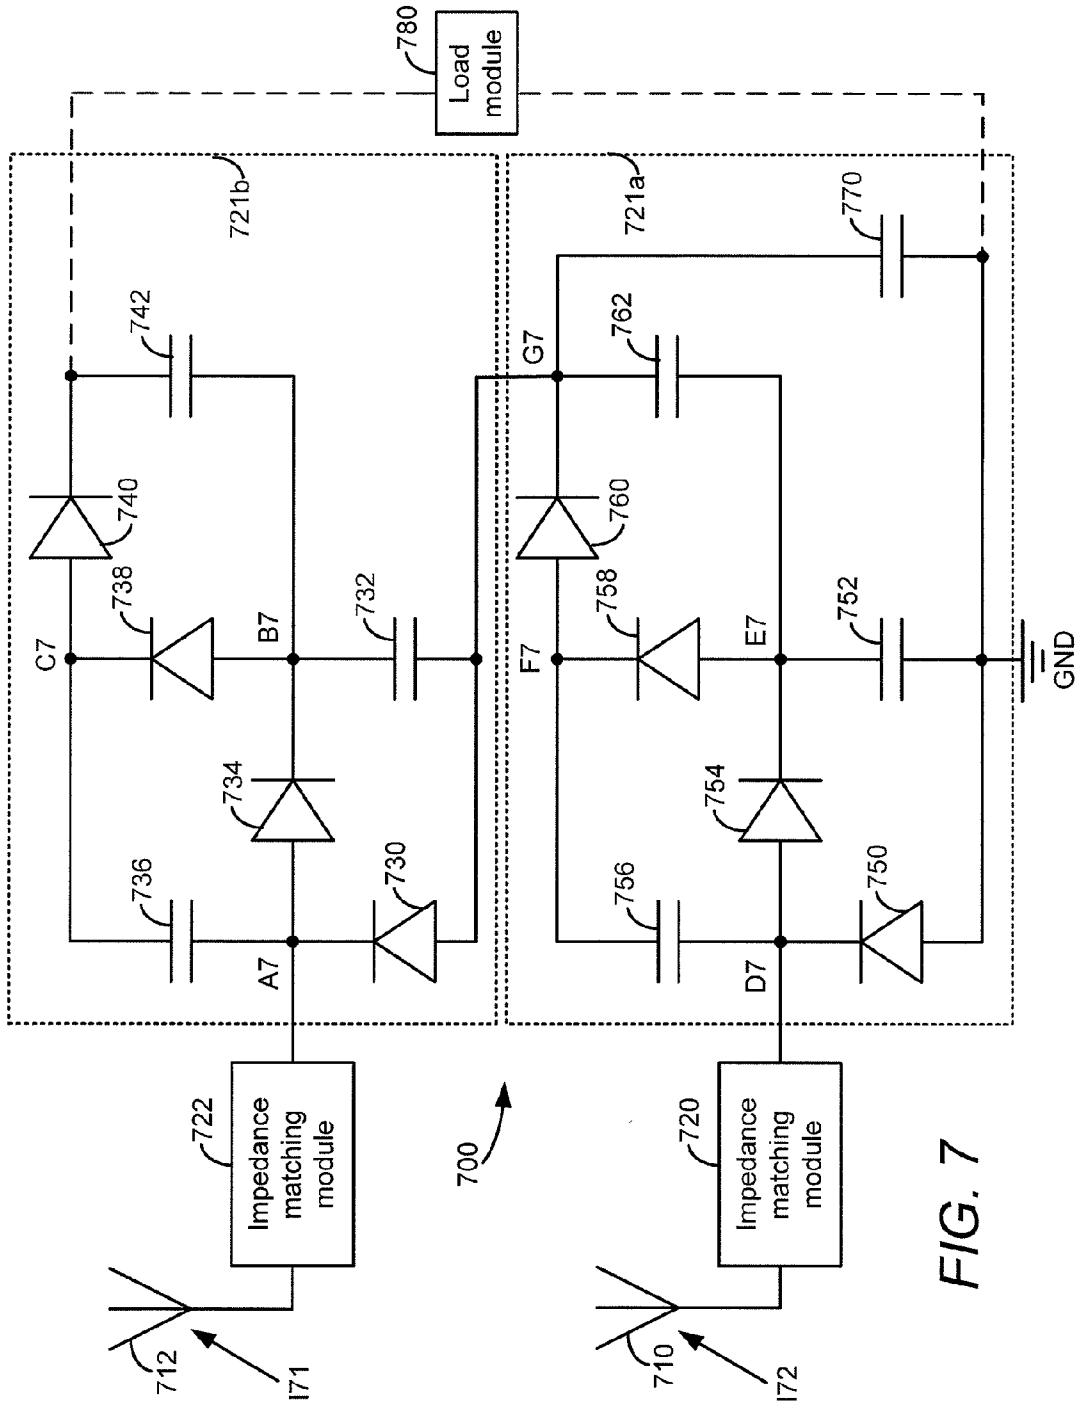 780
Load
module
721b
742
740
738
C7
B7
732
734
736
730
A7
722
Impedance
matching
module
712
I71
721a
770
762
G7
760
758
F7
E7
752
754
756
750
D7
GND
720
Impedance
matching
module
710
I72
700
FIG. 7